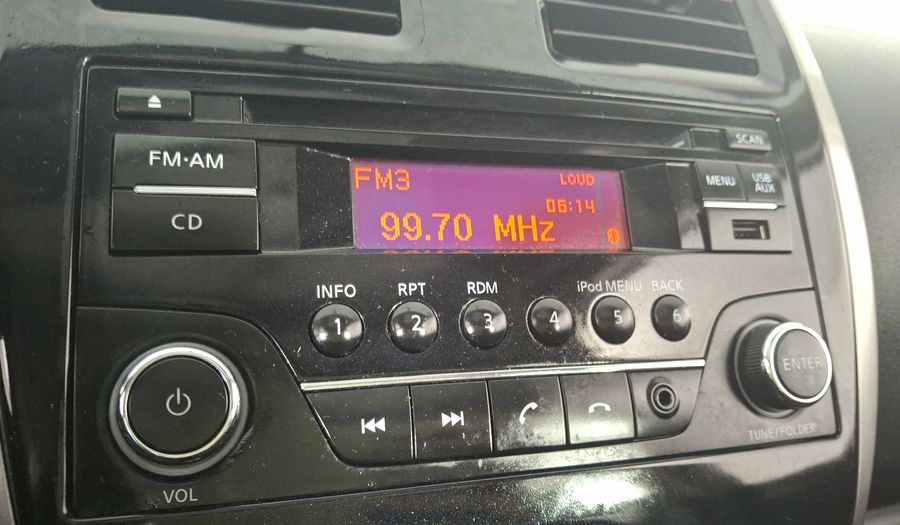 SCAN
FM·AM
CD
FM3 LOUD
06:14
99.70 MHz
MENU USB AUX
INFO RPT RDM iPod MENU BACK
1 2 3 4 5 6
ENTER
TUNE/FOLDER
VOL